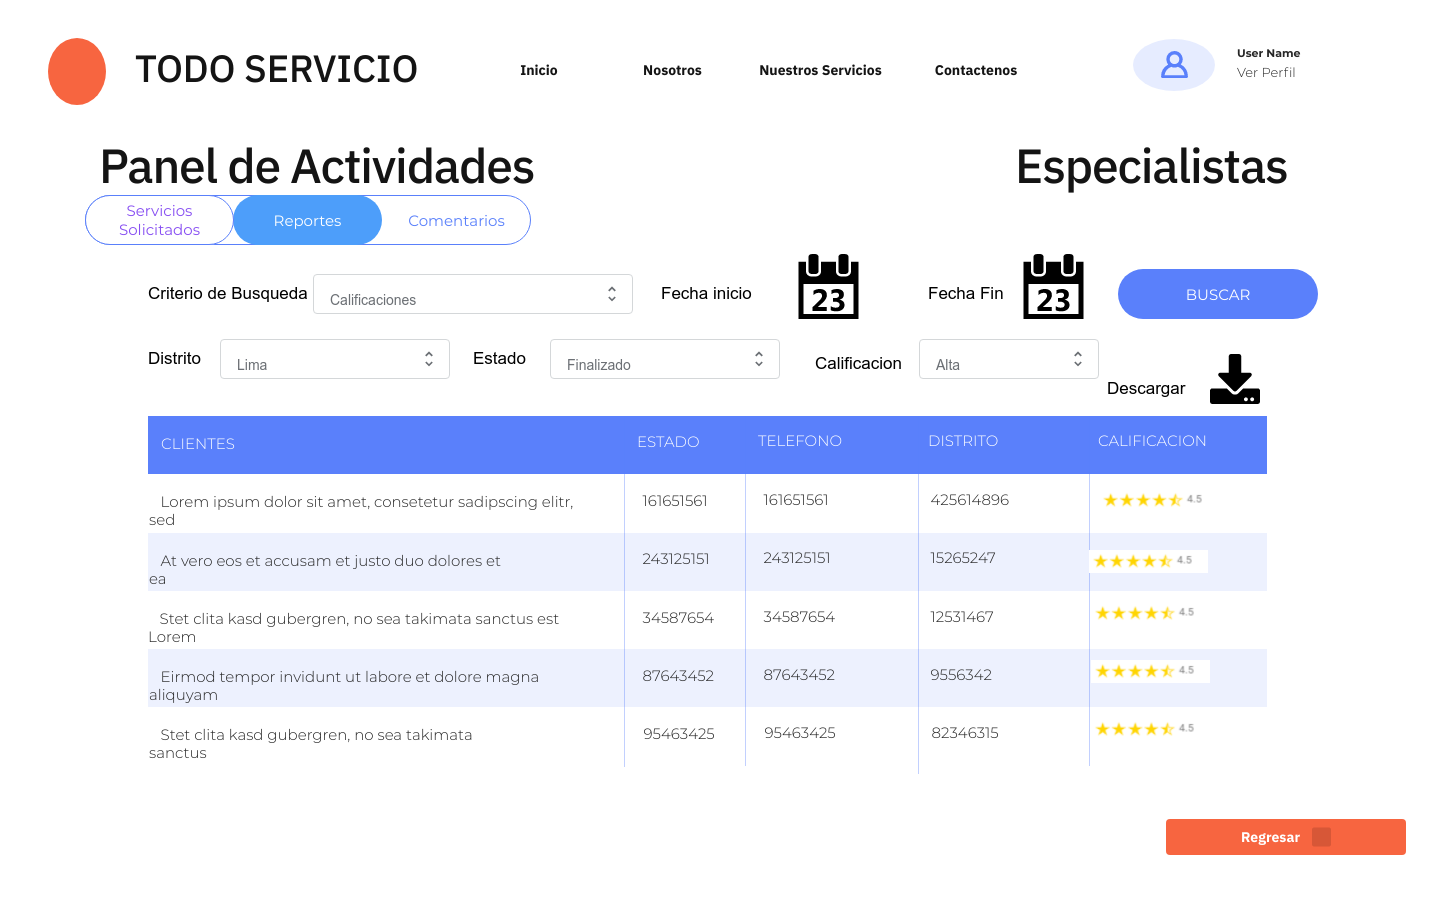 TODO SERVICIO
Inicio
Nosotros
Nuestros Servicios
Contactenos
User Name
Ver Perfil
Panel de Actividades
Especialistas
Servicios
Solicitados
Reportes
Comentarios
Criterio de Busqueda
Calificaciones
Fecha inicio
23
Fecha Fin
23
BUSCAR
Distrito
Lima
Estado
Finalizado
Calificacion
Alta
Descargar
CLIENTES
ESTADO
TELEFONO
DISTRITO
CALIFICACION
Lorem ipsum dolor sit amet, consetetur sadipscing elitr,
sed
161651561
161651561
425614896
4.5
At vero eos et accusam et justo duo dolores et
ea
243125151
243125151
15265247
4.5
Stet clita kasd gubergren, no sea takimata sanctus est
Lorem
34587654
34587654
12531467
4.5
Eirmod tempor invidunt ut labore et dolore magna
aliquyam
87643452
87643452
9556342
4.5
Stet clita kasd gubergren, no sea takimata
sanctus
95463425
95463425
82346315
4.5
Regresar